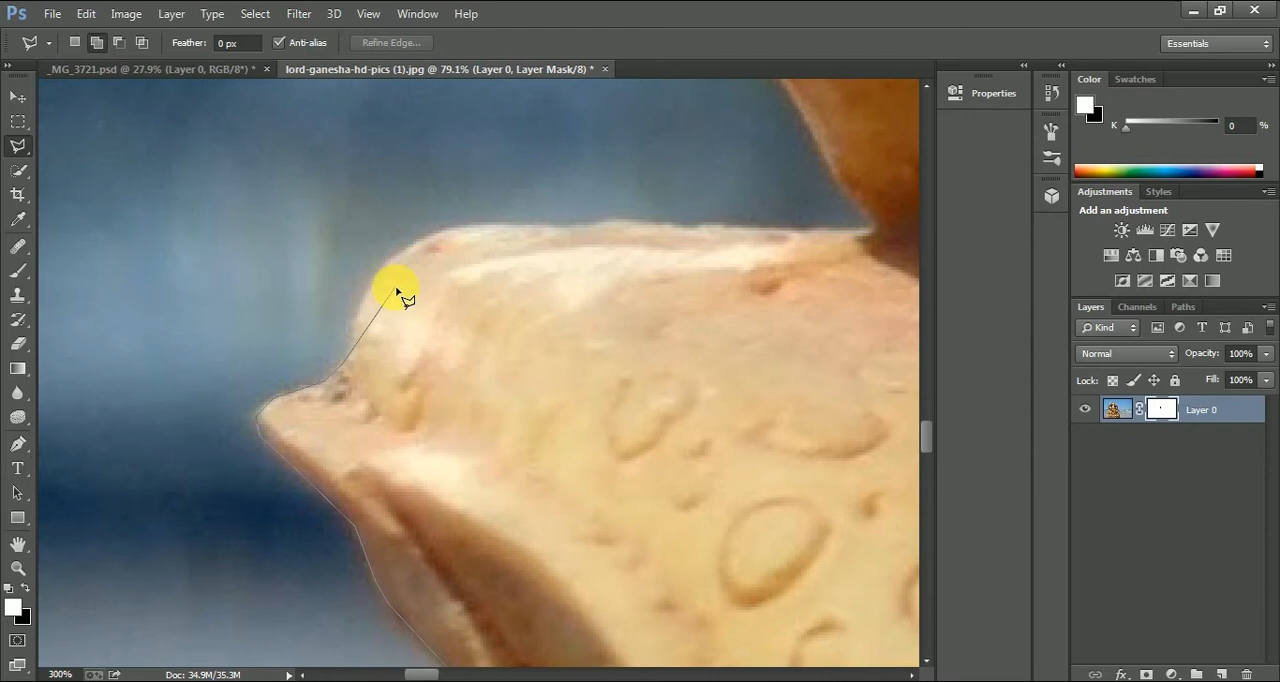 Ps File Edit Image Layer Type Select Filter 3D View Window Help
Feather: 0 px Anti-alias Refine Edge... Essentials
_MG_3721.psd @ 27.9% (Layer 0, RGB/8*) * × lord-ganesha-hd-pics (1).jpg @ 79.1% (Layer 0, Layer Mask/8) * ×
Properties
Color Swatches
K 0 %
Adjustments Styles
Add an adjustment
Layers Channels Paths
Kind
Normal Opacity: 100%
Lock: Fill: 100%
Layer 0
300% Doc: 34.9M/35.3M